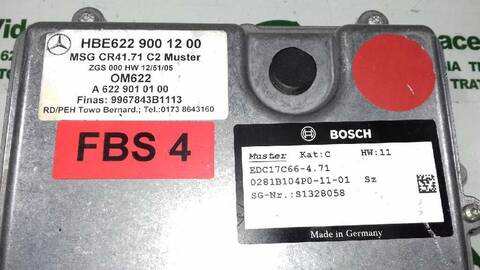 HBE622 900 12 00
MSG CR41.71 C2 Muster
ZGS 000 HW 12/51/05
OM622
A 622 901 01 00
Finas: 9967843B1113
RD/PEH Towo Bernard.; Tel.:0173 8643160
FBS 4
BOSCH
Muster Kat:C HW:11
EDC17C66-4.71
0281B104P0-11-01 Sz
SG-Nr.:S1328058
Made in Germany